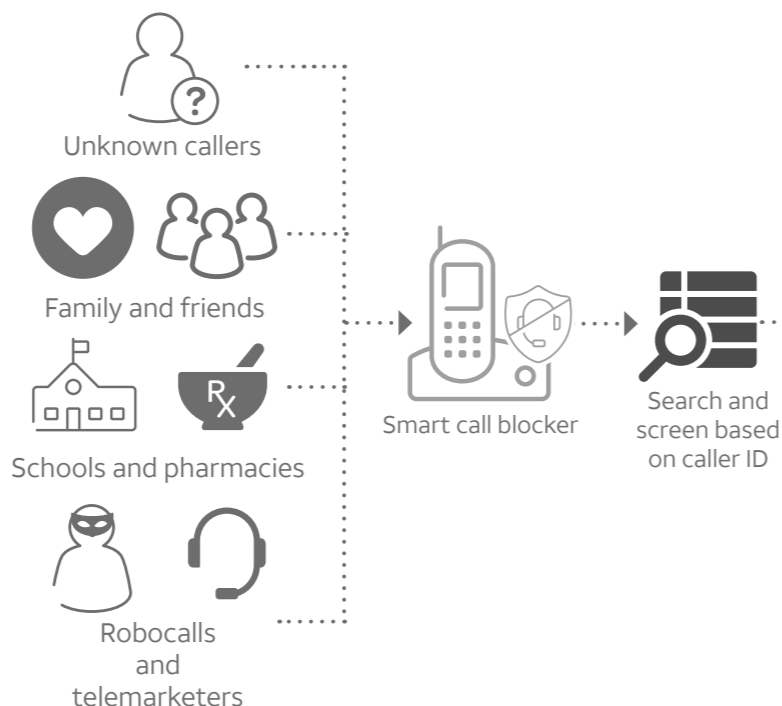 ?
Unknown callers
Family and friends
RX
Schools and pharmacies
Robocalls
and
telemarketers
Smart call blocker
Search and
screen based
on caller ID